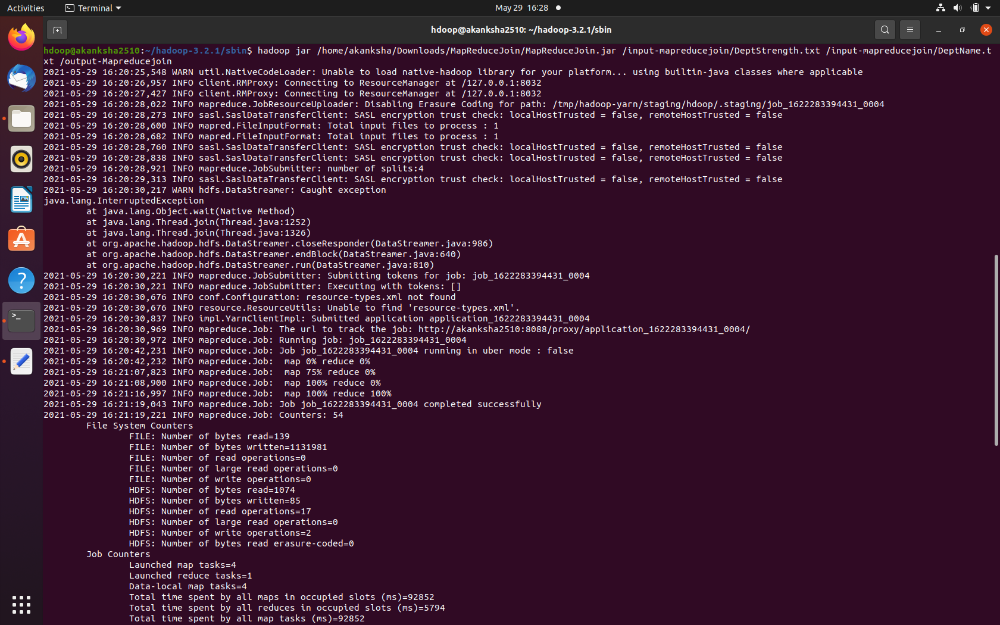 Activities
Terminal
May 29 16:28
hdoop@akanksha2510: ~/hadoop-3.2.1/sbin
hdoop@akanksha2510:~/hadoop-3.2.1/sbin$ hadoop jar /home/akanksha/Downloads/MapReduceJoin/MapReduceJoin.jar /input-mapreducejoin/DeptStrength.txt /input-mapreducejoin/DeptName.t
xt /output-Mapreducejoin
2021-05-29 16:20:25,548 WARN util.NativeCodeLoader: Unable to load native-hadoop library for your platform... using builtin-java classes where applicable
2021-05-29 16:20:26,957 INFO client.RMProxy: Connecting to ResourceManager at /127.0.0.1:8032
2021-05-29 16:20:27,427 INFO client.RMProxy: Connecting to ResourceManager at /127.0.0.1:8032
2021-05-29 16:20:28,022 INFO mapreduce.JobResourceUploader: Disabling Erasure Coding for path: /tmp/hadoop-yarn/staging/hdoop/.staging/job_1622283394431_0004
2021-05-29 16:20:28,273 INFO sasl.SaslDataTransferClient: SASL encryption trust check: localHostTrusted = false, remoteHostTrusted = false
2021-05-29 16:20:28,600 INFO mapred.FileInputFormat: Total input files to process : 1
2021-05-29 16:20:28,682 INFO mapred.FileInputFormat: Total input files to process : 1
2021-05-29 16:20:28,760 INFO sasl.SaslDataTransferClient: SASL encryption trust check: localHostTrusted = false, remoteHostTrusted = false
2021-05-29 16:20:28,838 INFO sasl.SaslDataTransferClient: SASL encryption trust check: localHostTrusted = false, remoteHostTrusted = false
2021-05-29 16:20:28,921 INFO mapreduce.JobSubmitter: number of splits:4
2021-05-29 16:20:29,313 INFO sasl.SaslDataTransferClient: SASL encryption trust check: localHostTrusted = false, remoteHostTrusted = false
2021-05-29 16:20:30,217 WARN hdfs.DataStreamer: Caught exception
java.lang.InterruptedException
at java.lang.Object.wait(Native Method)
at java.lang.Thread.join(Thread.java:1252)
at java.lang.Thread.join(Thread.java:1326)
at org.apache.hadoop.hdfs.DataStreamer.closeResponder(DataStreamer.java:986)
at org.apache.hadoop.hdfs.DataStreamer.endBlock(DataStreamer.java:640)
at org.apache.hadoop.hdfs.DataStreamer.run(DataStreamer.java:810)
2021-05-29 16:20:30,221 INFO mapreduce.JobSubmitter: Submitting tokens for job: job_1622283394431_0004
2021-05-29 16:20:30,221 INFO mapreduce.JobSubmitter: Executing with tokens: []
2021-05-29 16:20:30,676 INFO conf.Configuration: resource-types.xml not found
2021-05-29 16:20:30,676 INFO resource.ResourceUtils: Unable to find 'resource-types.xml'.
2021-05-29 16:20:30,837 INFO impl.YarnClientImpl: Submitted application application_1622283394431_0004
2021-05-29 16:20:30,969 INFO mapreduce.Job: The url to track the job: http://akanksha2510:8088/proxy/application_1622283394431_0004/
2021-05-29 16:20:30,972 INFO mapreduce.Job: Running job: job_1622283394431_0004
2021-05-29 16:20:42,231 INFO mapreduce.Job: Job job_1622283394431_0004 running in uber mode : false
2021-05-29 16:20:42,232 INFO mapreduce.Job:  map 0% reduce 0%
2021-05-29 16:21:07,823 INFO mapreduce.Job:  map 75% reduce 0%
2021-05-29 16:21:08,900 INFO mapreduce.Job:  map 100% reduce 0%
2021-05-29 16:21:16,997 INFO mapreduce.Job:  map 100% reduce 100%
2021-05-29 16:21:19,043 INFO mapreduce.Job: Job job_1622283394431_0004 completed successfully
2021-05-29 16:21:19,221 INFO mapreduce.Job: Counters: 54
File System Counters
FILE: Number of bytes read=139
FILE: Number of bytes written=1131981
FILE: Number of read operations=0
FILE: Number of large read operations=0
FILE: Number of write operations=0
HDFS: Number of bytes read=1074
HDFS: Number of bytes written=85
HDFS: Number of read operations=17
HDFS: Number of large read operations=0
HDFS: Number of write operations=2
HDFS: Number of bytes read erasure-coded=0
Job Counters
Launched map tasks=4
Launched reduce tasks=1
Data-local map tasks=4
Total time spent by all maps in occupied slots (ms)=92852
Total time spent by all reduces in occupied slots (ms)=5794
Total time spent by all map tasks (ms)=92852